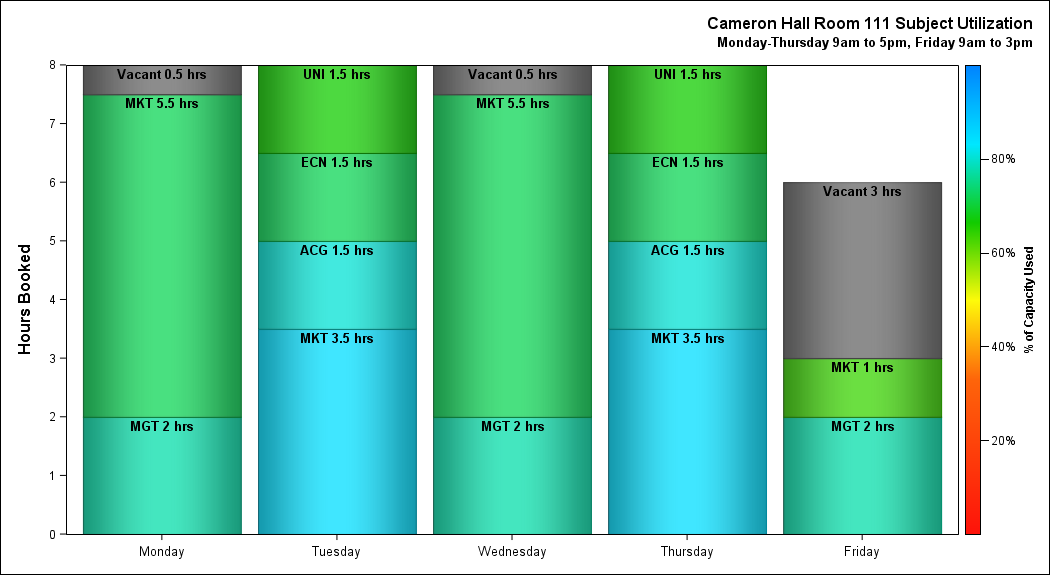 Cameron Hall Room 111 Subject Utilization
Monday-Thursday 9am to 5pm, Friday 9am to 3pm
Hours Booked
8
7
6
5
4
3
2
1
0
Vacant 0.5 hrs
MKT 5.5 hrs
MGT 2 hrs
UNI 1.5 hrs
ECN 1.5 hrs
ACG 1.5 hrs
MKT 3.5 hrs
Vacant 0.5 hrs
MKT 5.5 hrs
MGT 2 hrs
UNI 1.5 hrs
ECN 1.5 hrs
ACG 1.5 hrs
MKT 3.5 hrs
Vacant 3 hrs
MKT 1 hrs
MGT 2 hrs
Monday
Tuesday
Wednesday
Thursday
Friday
80%
60%
40%
20%
% of Capacity Used